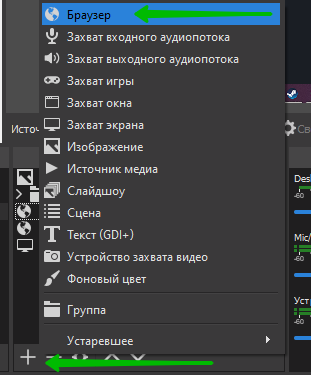 Браузер
Захват входного аудиопотока
Захват выходного аудиопотока
Захват игры
Захват окна
Захват экрана
Изображение
Источник медиа
Слайдшоу
Сцена
Текст (GDI+)
Устройство захвата видео
Фоновый цвет
Группа
Устаревшее
Источ
Св
Desk
Mic/
Устр
-60
-60
-60